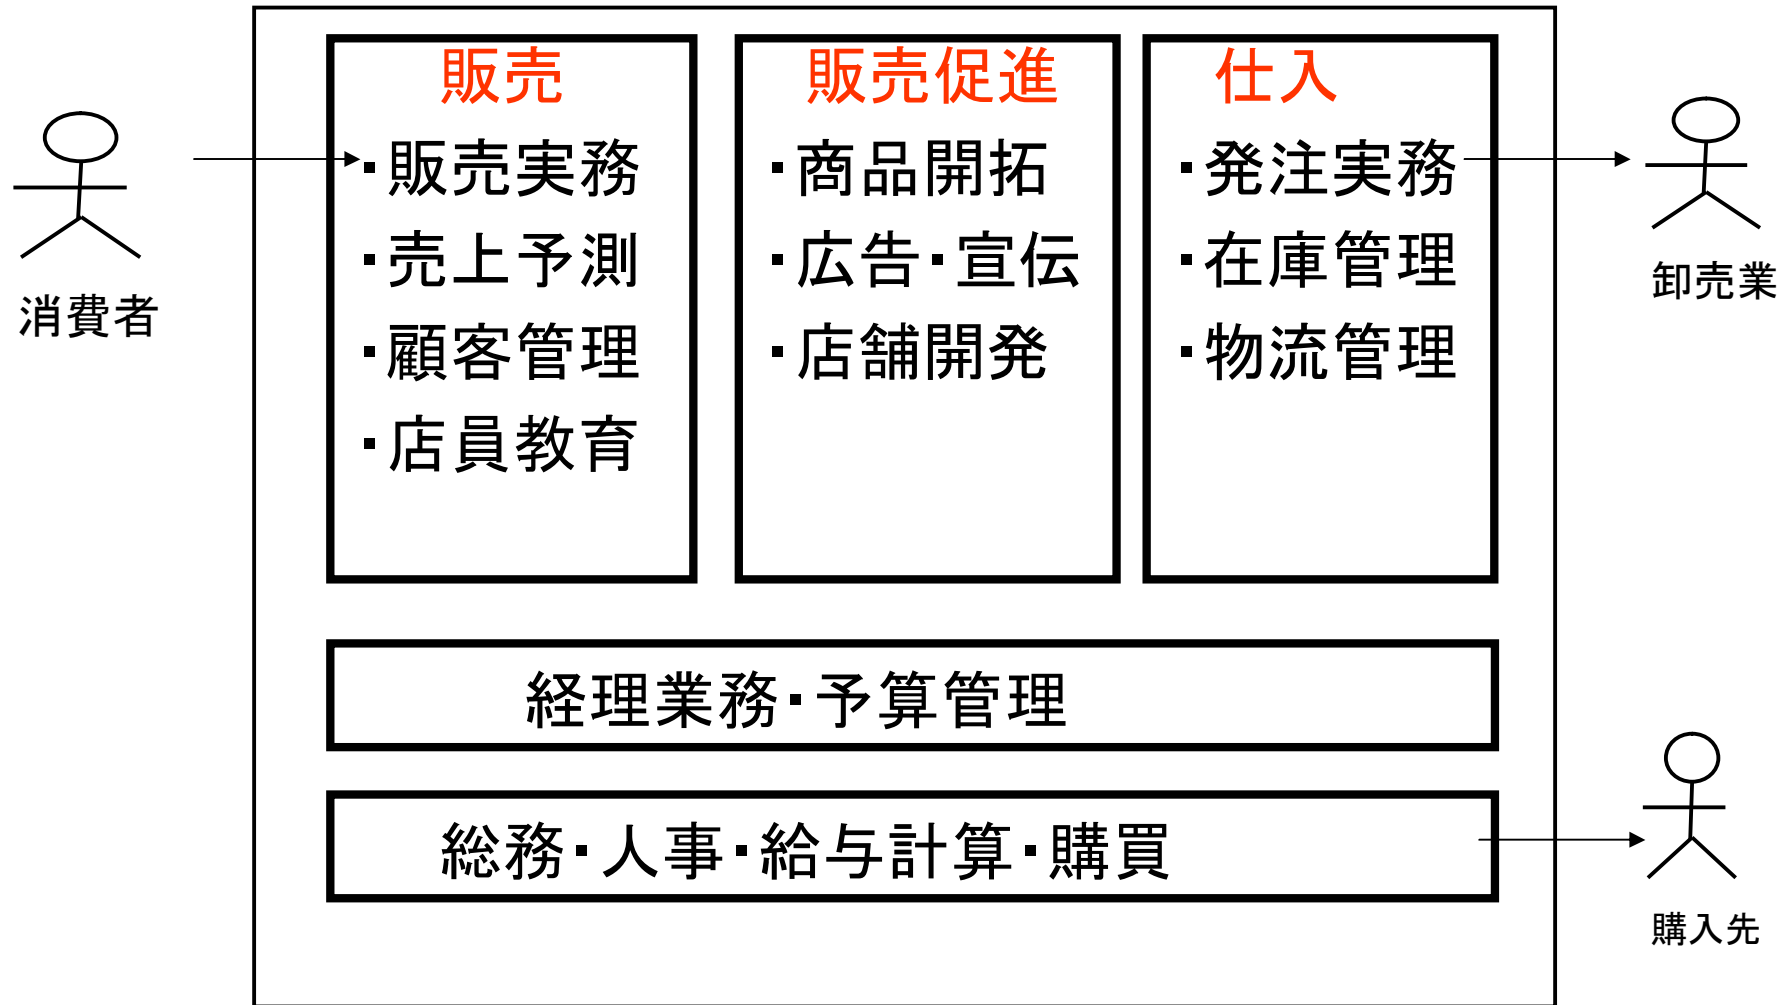 消費者
販売
・販売実務
・売上予測
・顧客管理
・店員教育
販売促進
・商品開拓
・広告・宣伝
・店舗開発
仕入
・発注実務
・在庫管理
・物流管理
卸売業
経理業務・予算管理
総務・人事・給与計算・購買
購入先